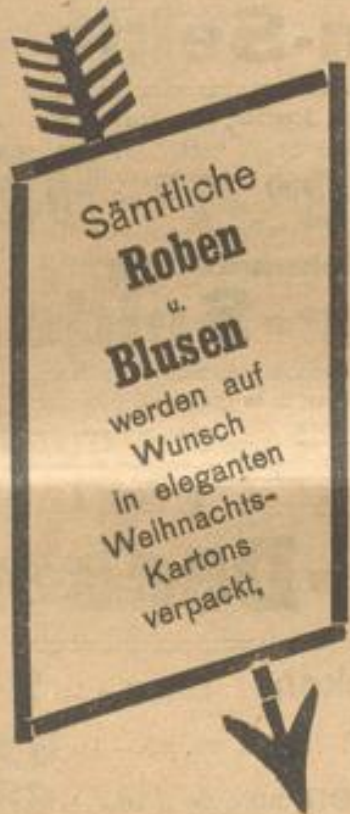 Sämtliche
Roben
u.
Blusen
werden auf
Wunsch
in eleganten
Weihnachts-
Kartons
verpackt.